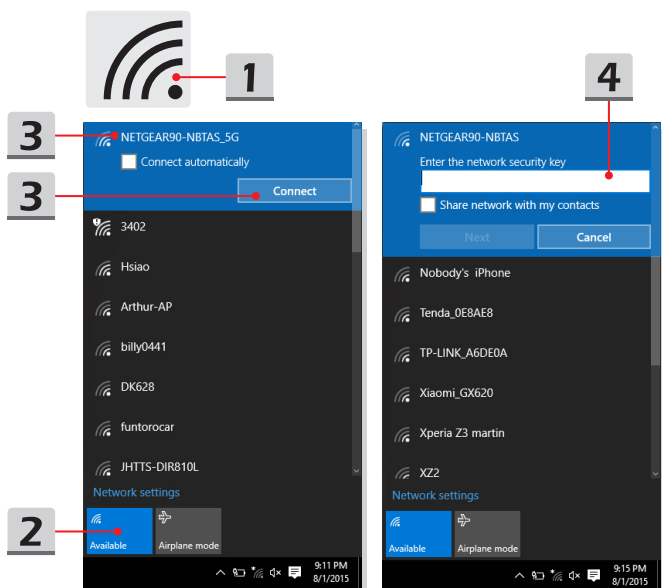 1
4
3
NETGEAR90-NBTAS_5G
Connect automatically
3
Connect
3402
Hsiao
Arthur-AP
billy0441
DK628
funtorocar
JHTTS-DIR810L
Network settings
2
Available
Airplane mode
9:11 PM
8/1/2015
NETGEAR90-NBTAS
Enter the network security key
Share network with my contacts
Next
Cancel
Nobody's iPhone
Tenda_0E8AE8
TP-LINK_A6DE0A
Xiaomi_GX620
Xperia Z3 martin
XZ2
Network settings
Available
Airplane mode
9:15 PM
8/1/2015